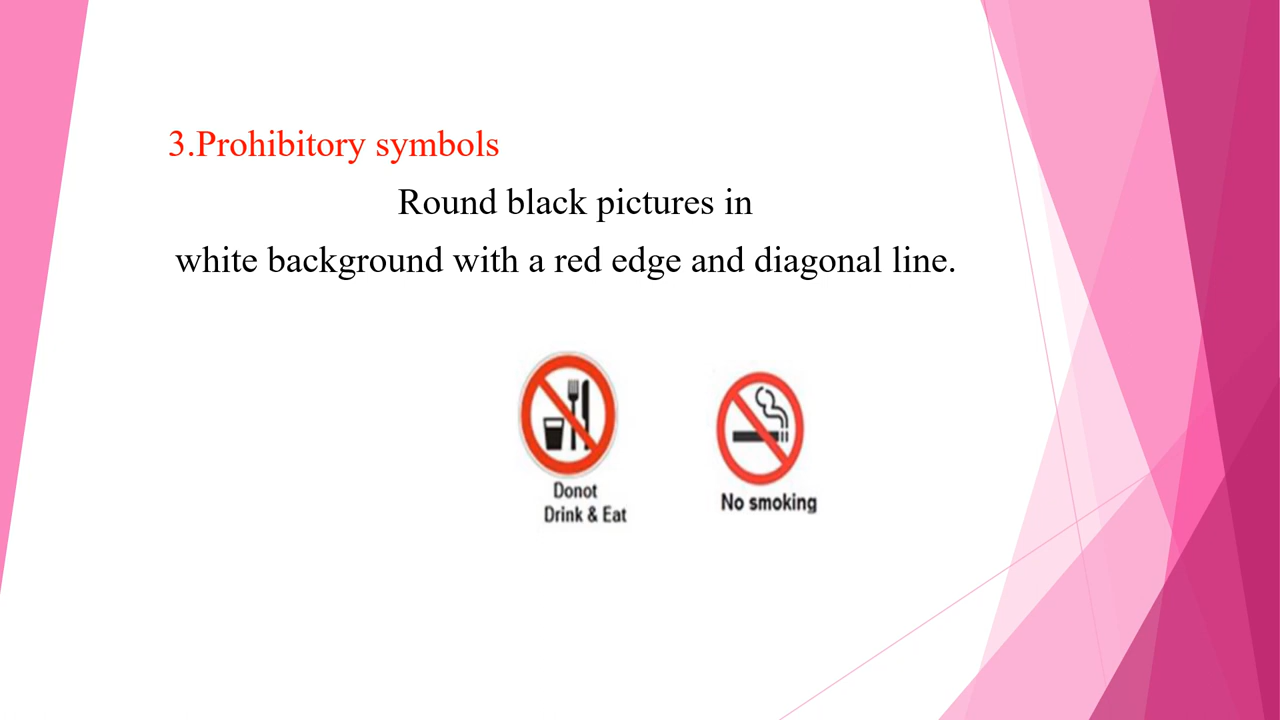 3.Prohibitory symbols
Round black pictures in
white background with a red edge and diagonal line.
Donot
Drink & Eat
No smoking